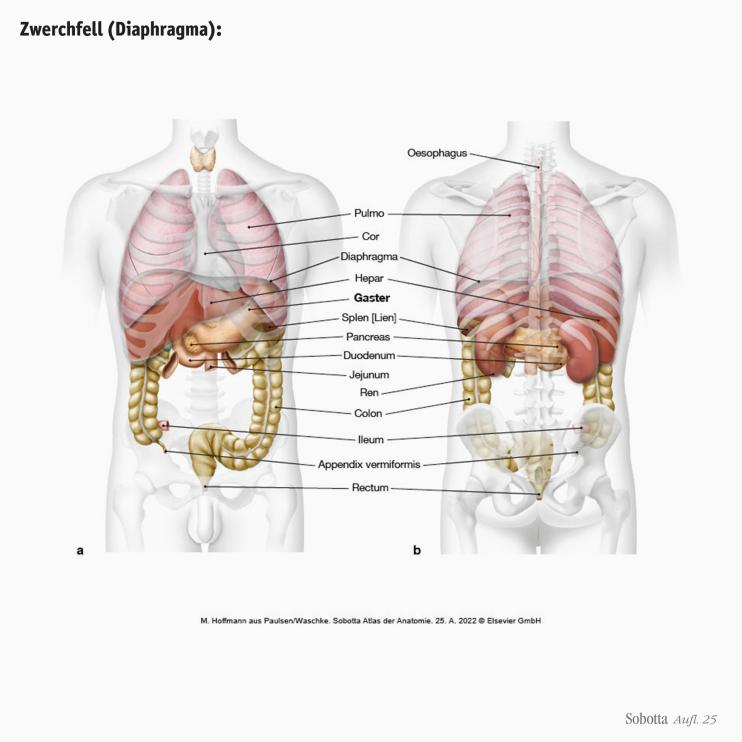 Zwerchfell (Diaphragma):
Oesophagus
Pulmo
Cor
Diaphragma
Hepar
Gaster
Splen [Lien]
Pancreas
Duodenum
Jejunum
Ren
Colon
Ileum
Appendix vermiformis
Rectum
a
b
M. Hoffmann aus Paulsen/Waschke. Sobotta Atlas der Anatomie. 25. A. 2022 © Elsevier GmbH
Sobotta Aufl. 25